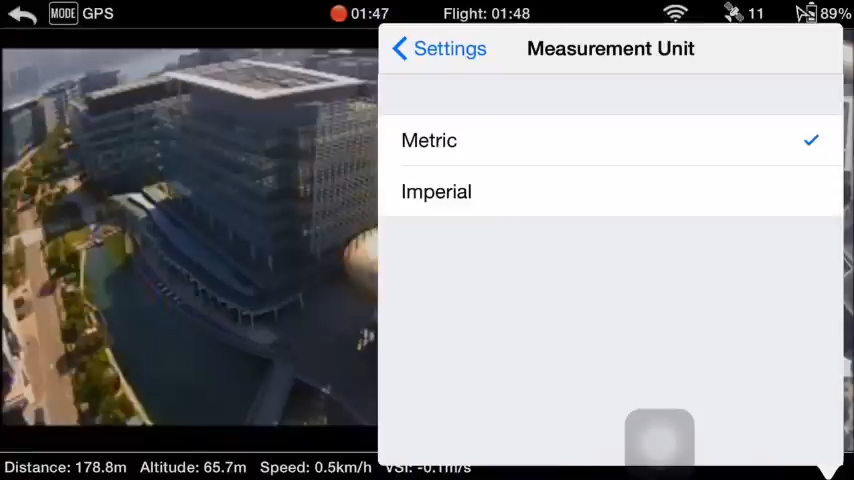 MODE GPS 01:47 Flight: 01:48 11 89%
Settings Measurement Unit
Metric
Imperial
Distance: 178.8m Altitude: 65.7m Speed: 0.5km/h VSI: -0.1m/s